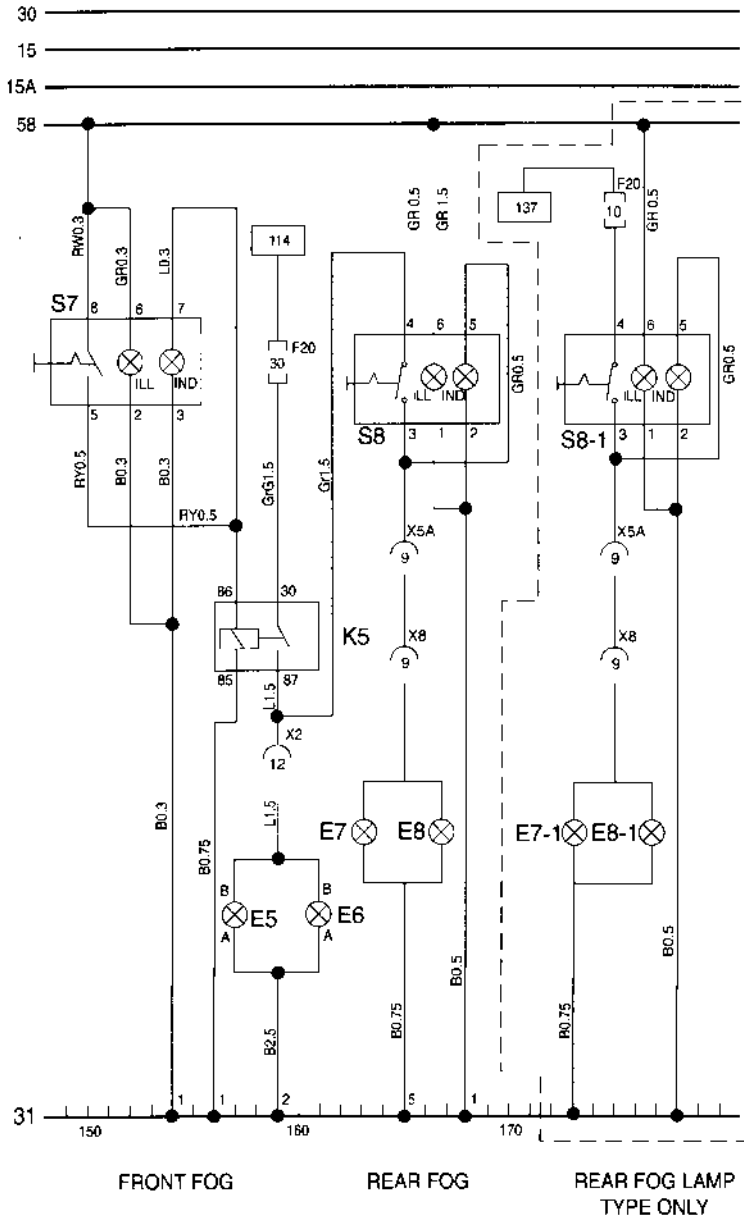 30
15
15A
58
F20
137
10
GR 0.5
GR 1.5
GR 0.5
RW0.3
GR0.3
L0.3
114
S7
8
6
7
4
6
5
4
6
5
F20
30
ILL
IND
ILL
IND
ILL
IND
GR0.5
GR0.5
5
2
3
S8
3
1
2
S8-1
3
1
2
RY0.5
B0.3
B0.3
GrG1.5
Gr1.5
RY0.5
X5A
9
X5A
9
86
30
K5
X8
9
X8
9
85
87
L1.5
X2
12
B0.3
B0.75
L1.5
E7
E8
E7-1
E8-1
B
E5
A
B
E6
A
B2.5
B0.75
B0.5
B0.75
B0.5
31
1
1
2
5
1
150
160
170
FRONT FOG
REAR FOG
REAR FOG LAMP
TYPE ONLY